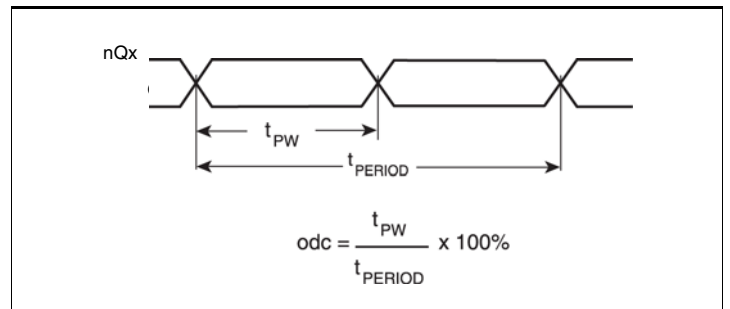 nQx
tPW
tPERIOD
odc = tPW / tPERIOD x 100%